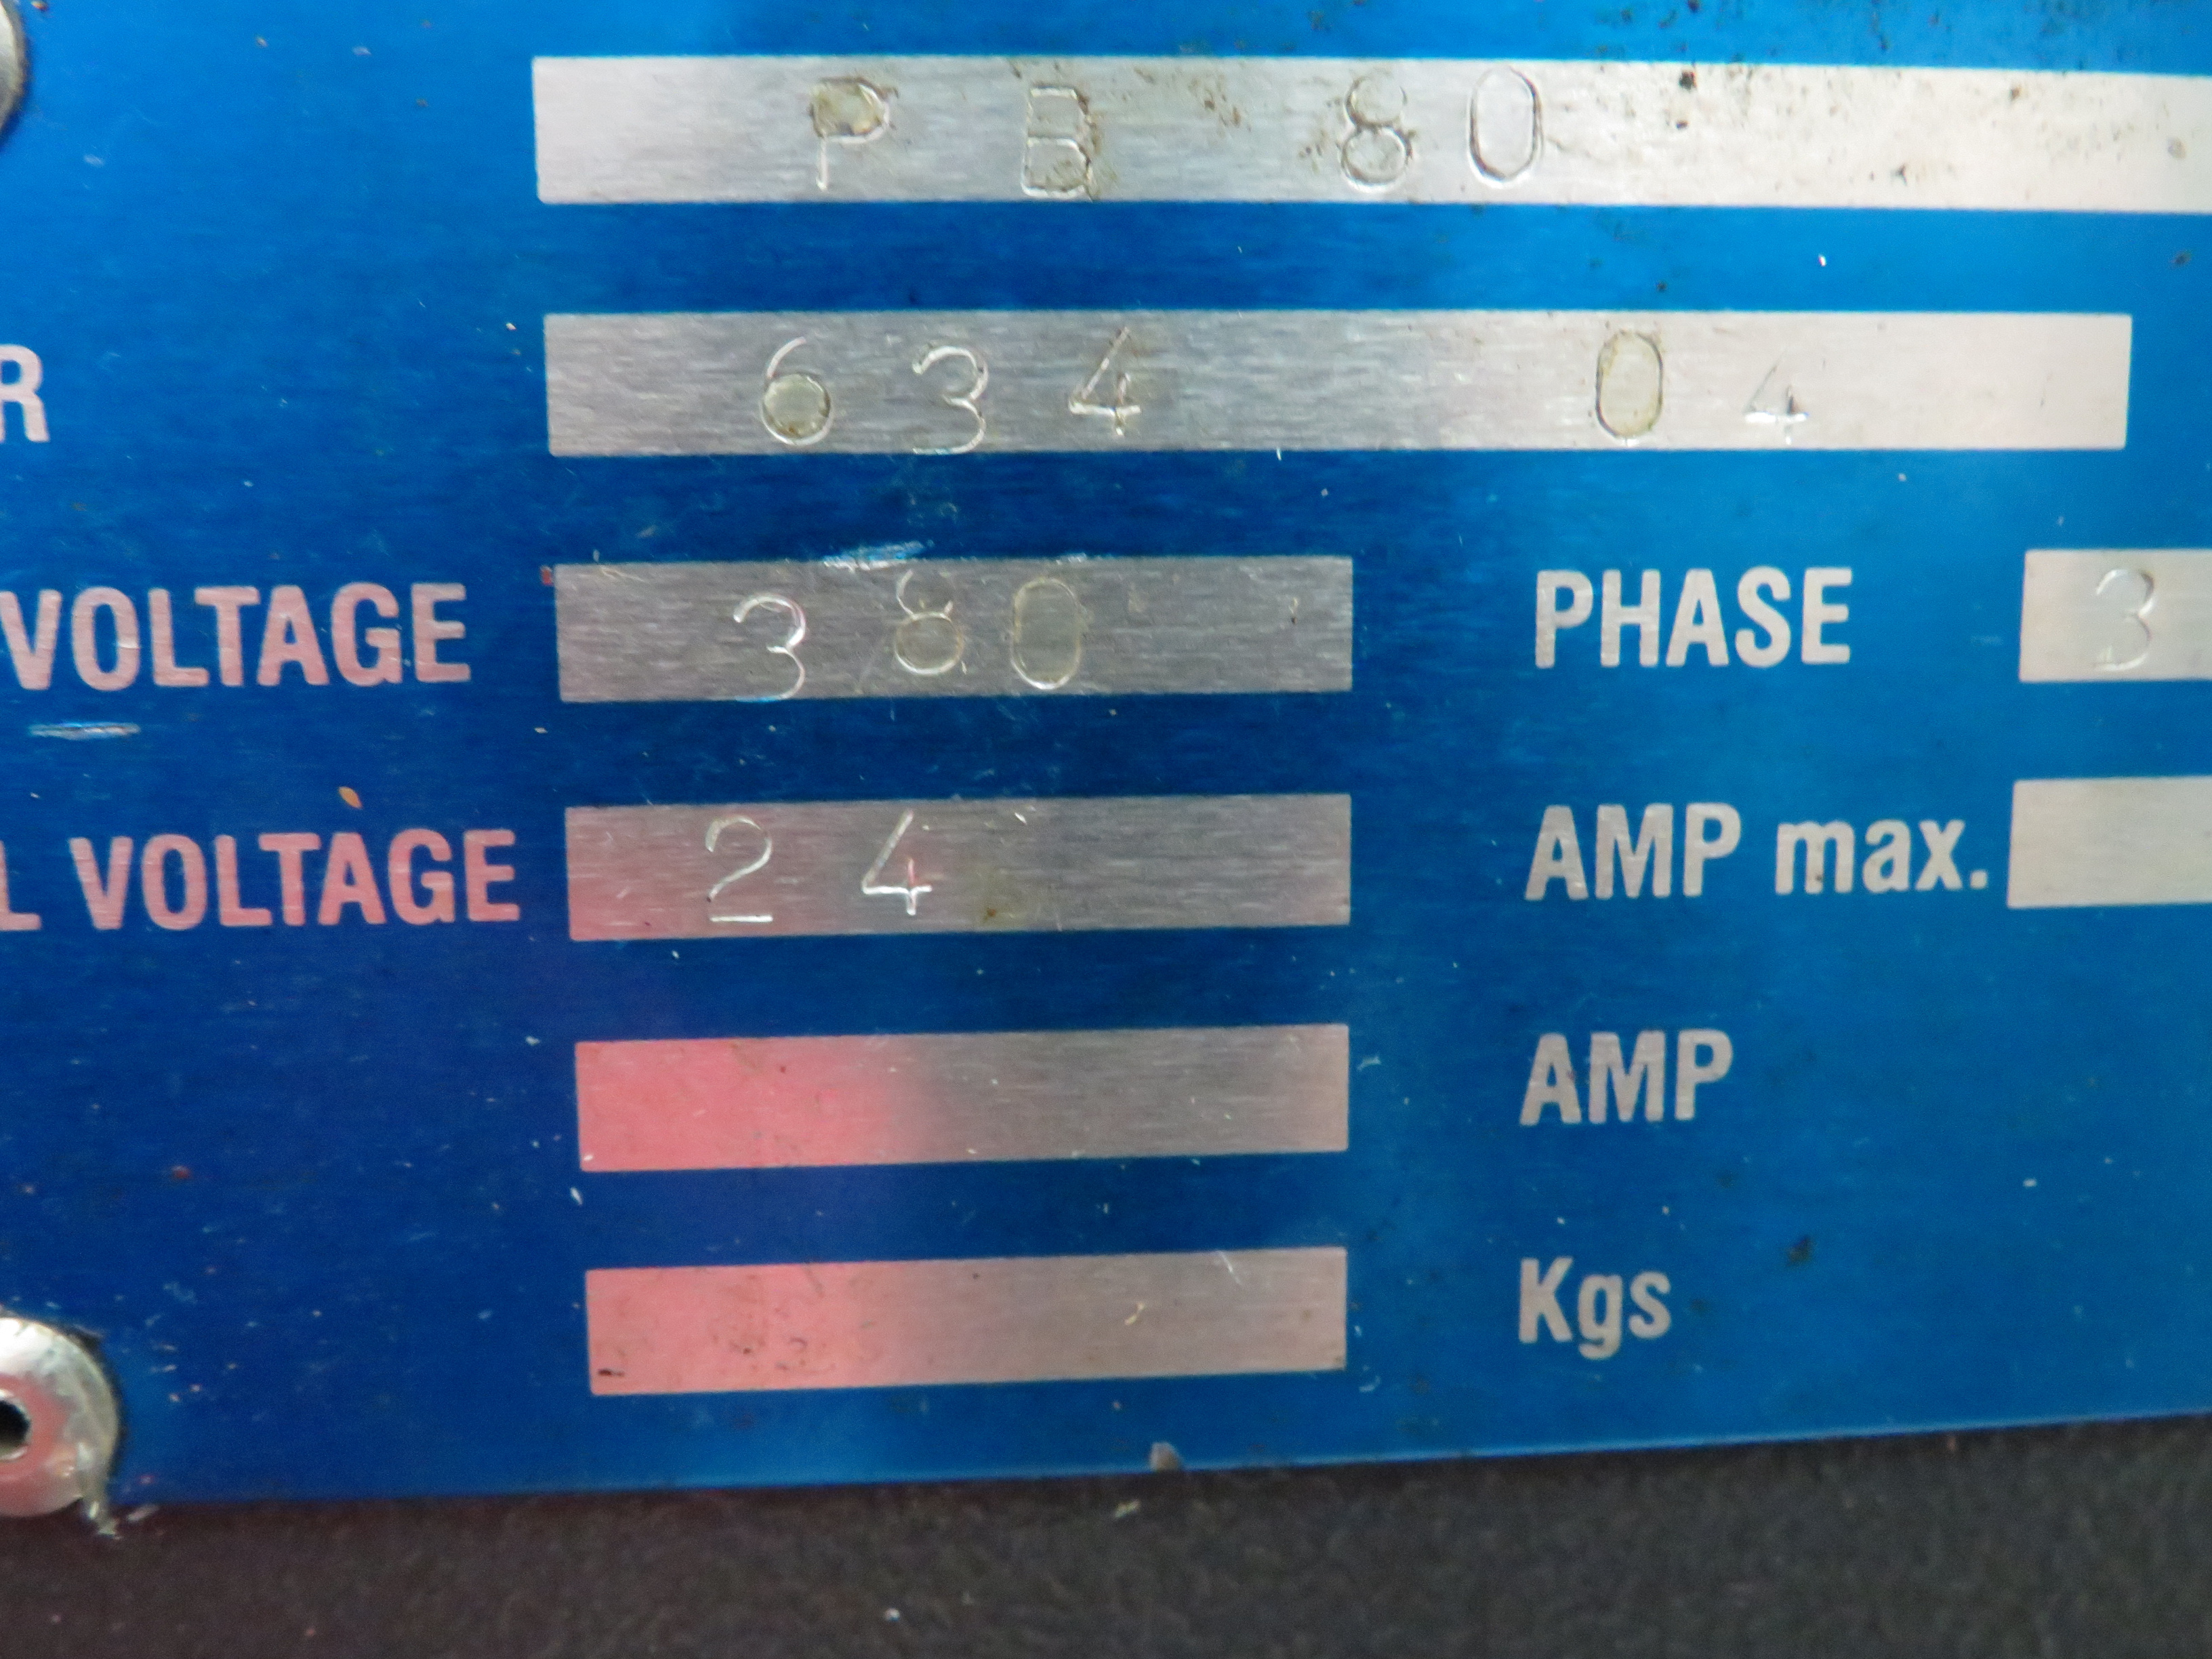 PB 80
R 634 04
VOLTAGE 380 PHASE 3
L VOLTAGE 24 AMP max.
AMP
Kgs